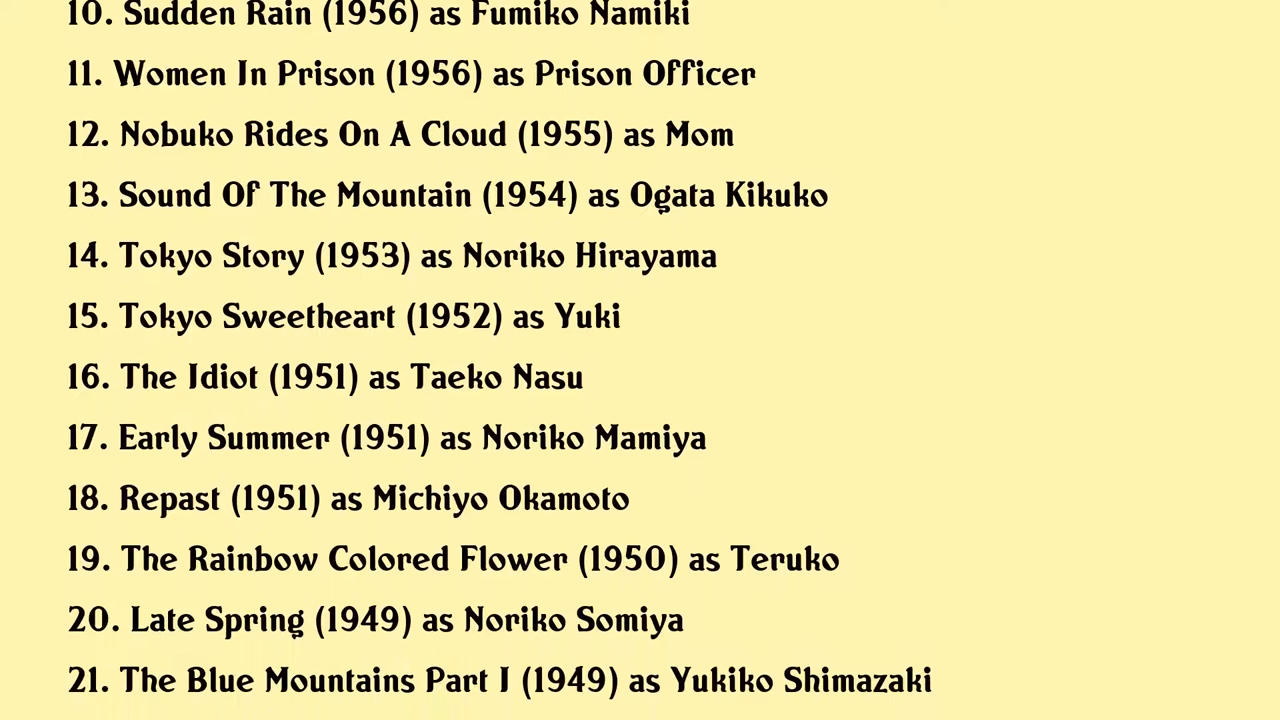 10. Sudden Rain (1956) as Fumiko Namiki
11. Women In Prison (1956) as Prison Officer
12. Nobuko Rides On A Cloud (1955) as Mom
13. Sound Of The Mountain (1954) as Ogata Kikuko
14. Tokyo Story (1953) as Noriko Hirayama
15. Tokyo Sweetheart (1952) as Yuki
16. The Idiot (1951) as Taeko Nasu
17. Early Summer (1951) as Noriko Mamiya
18. Repast (1951) as Michiyo Okamoto
19. The Rainbow Colored Flower (1950) as Teruko
20. Late Spring (1949) as Noriko Somiya
21. The Blue Mountains Part I (1949) as Yukiko Shimazaki